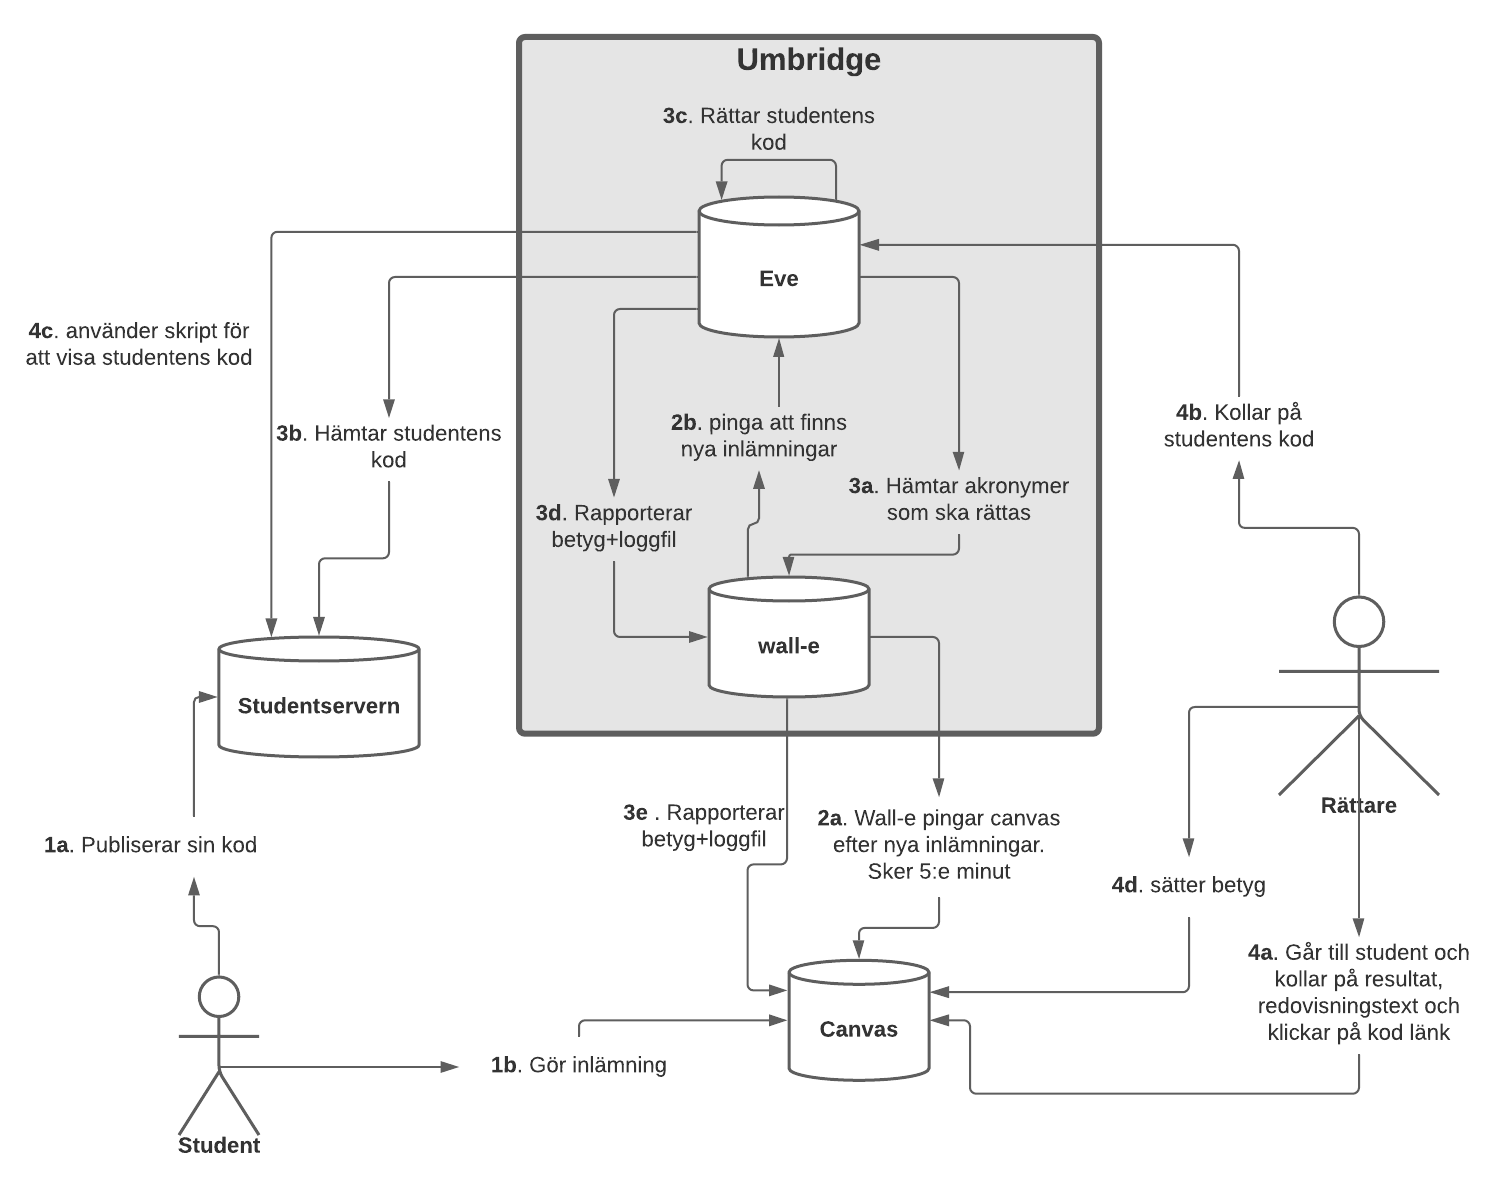 Umbridge
3c. Rättar studentens
kod
Eve
4c. använder skript för
att visa studentens kod
3b. Hämtar studentens
kod
2b. pinga att finns
nya inlämningar
4b. Kollar på
studentens kod
3a. Hämtar akronymer
som ska rättas
3d. Rapporterar
betyg+loggfil
wall-e
Studentservern
Rättare
3e . Rapporterar
betyg+loggfil
2a. Wall-e pingar canvas
efter nya inlämningar.
Sker 5:e minut
1a. Publiserar sin kod
4d. sätter betyg
4a. Går till student och
kollar på resultat,
redovisningstext och
klickar på kod länk
Canvas
1b. Gör inlämning
Student